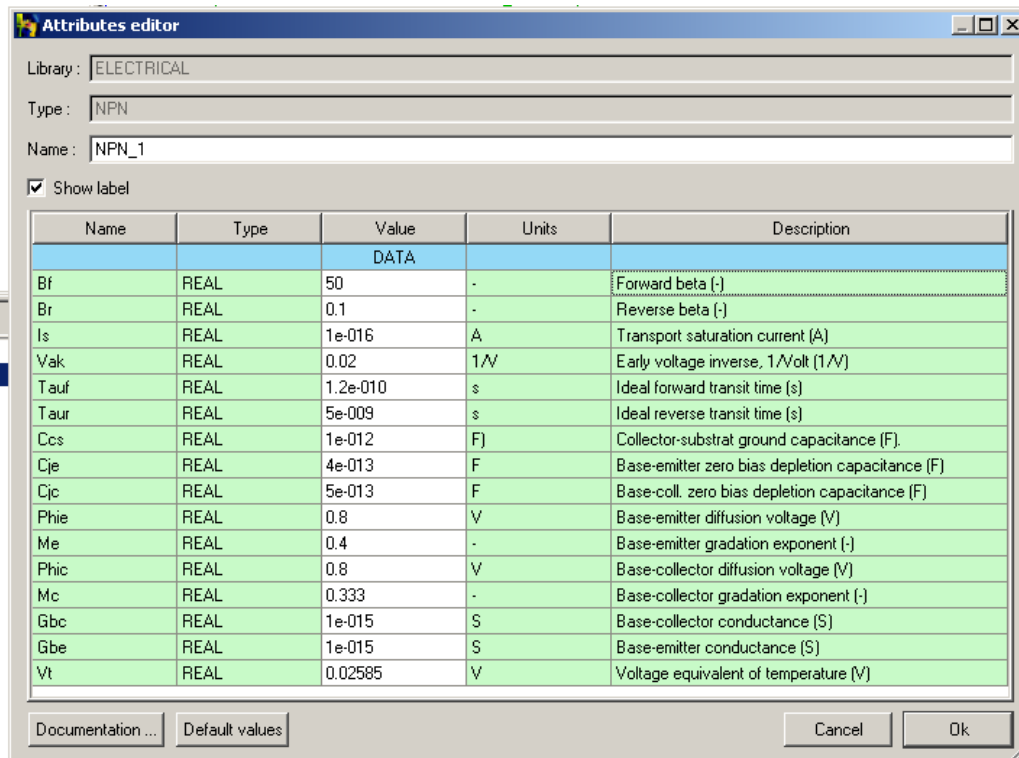 Attributes editor
Library : ELECTRICAL
Type : NPN
Name : NPN_1
Show label
Name Type Value Units Description
DATA
Bf REAL 50 - Forward beta (-)
Br REAL 0.1 - Reverse beta (-)
Is REAL 1e-016 A Transport saturation current (A)
Vak REAL 0.02 1/V Early voltage inverse, 1/Volt (1/V)
Tauf REAL 1.2e-010 s Ideal forward transit time (s)
Taur REAL 5e-009 s Ideal reverse transit time (s)
Ccs REAL 1e-012 F) Collector-substrat ground capacitance (F).
Cje REAL 4e-013 F Base-emitter zero bias depletion capacitance (F)
Cjc REAL 5e-013 F Base-coll. zero bias depletion capacitance (F)
Phie REAL 0.8 V Base-emitter diffusion voltage (V)
Me REAL 0.4 - Base-emitter gradation exponent (-)
Phic REAL 0.8 V Base-collector diffusion voltage (V)
Mc REAL 0.333 - Base-collector gradation exponent (-)
Gbc REAL 1e-015 S Base-collector conductance (S)
Gbe REAL 1e-015 S Base-emitter conductance (S)
Vt REAL 0.02585 V Voltage equivalent of temperature (V)
Documentation ... Default values Cancel Ok